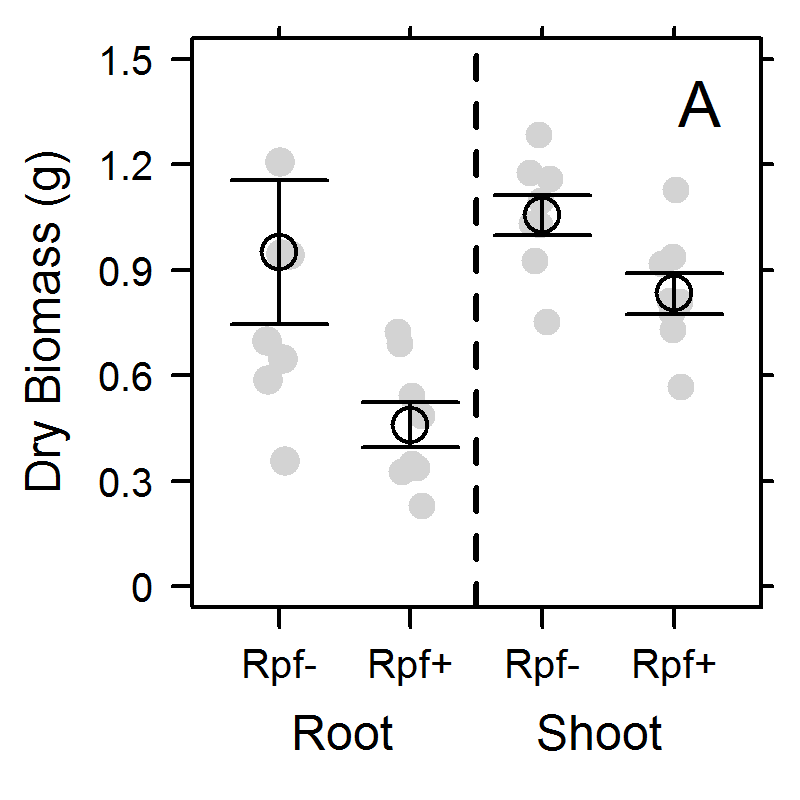 A
1.5
1.2
0.9
0.6
0.3
0
Dry Biomass (g)
Rpf- Rpf+ Rpf- Rpf+
Root Shoot